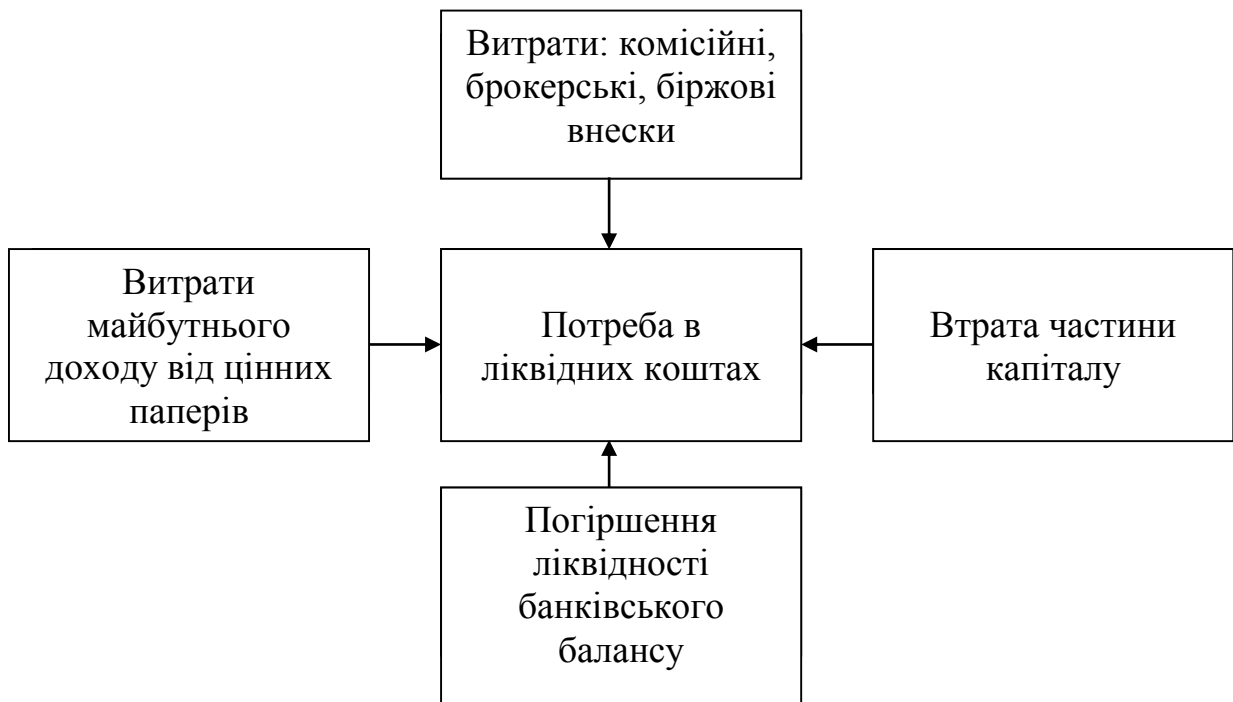 Витрати: комісійні,
брокерські, біржові
внески
Витрати
майбутнього
доходу від цінних
паперів
Потреба в
ліквідних коштах
Втрата частини
капіталу
Погіршення
ліквідності
банківського
балансу